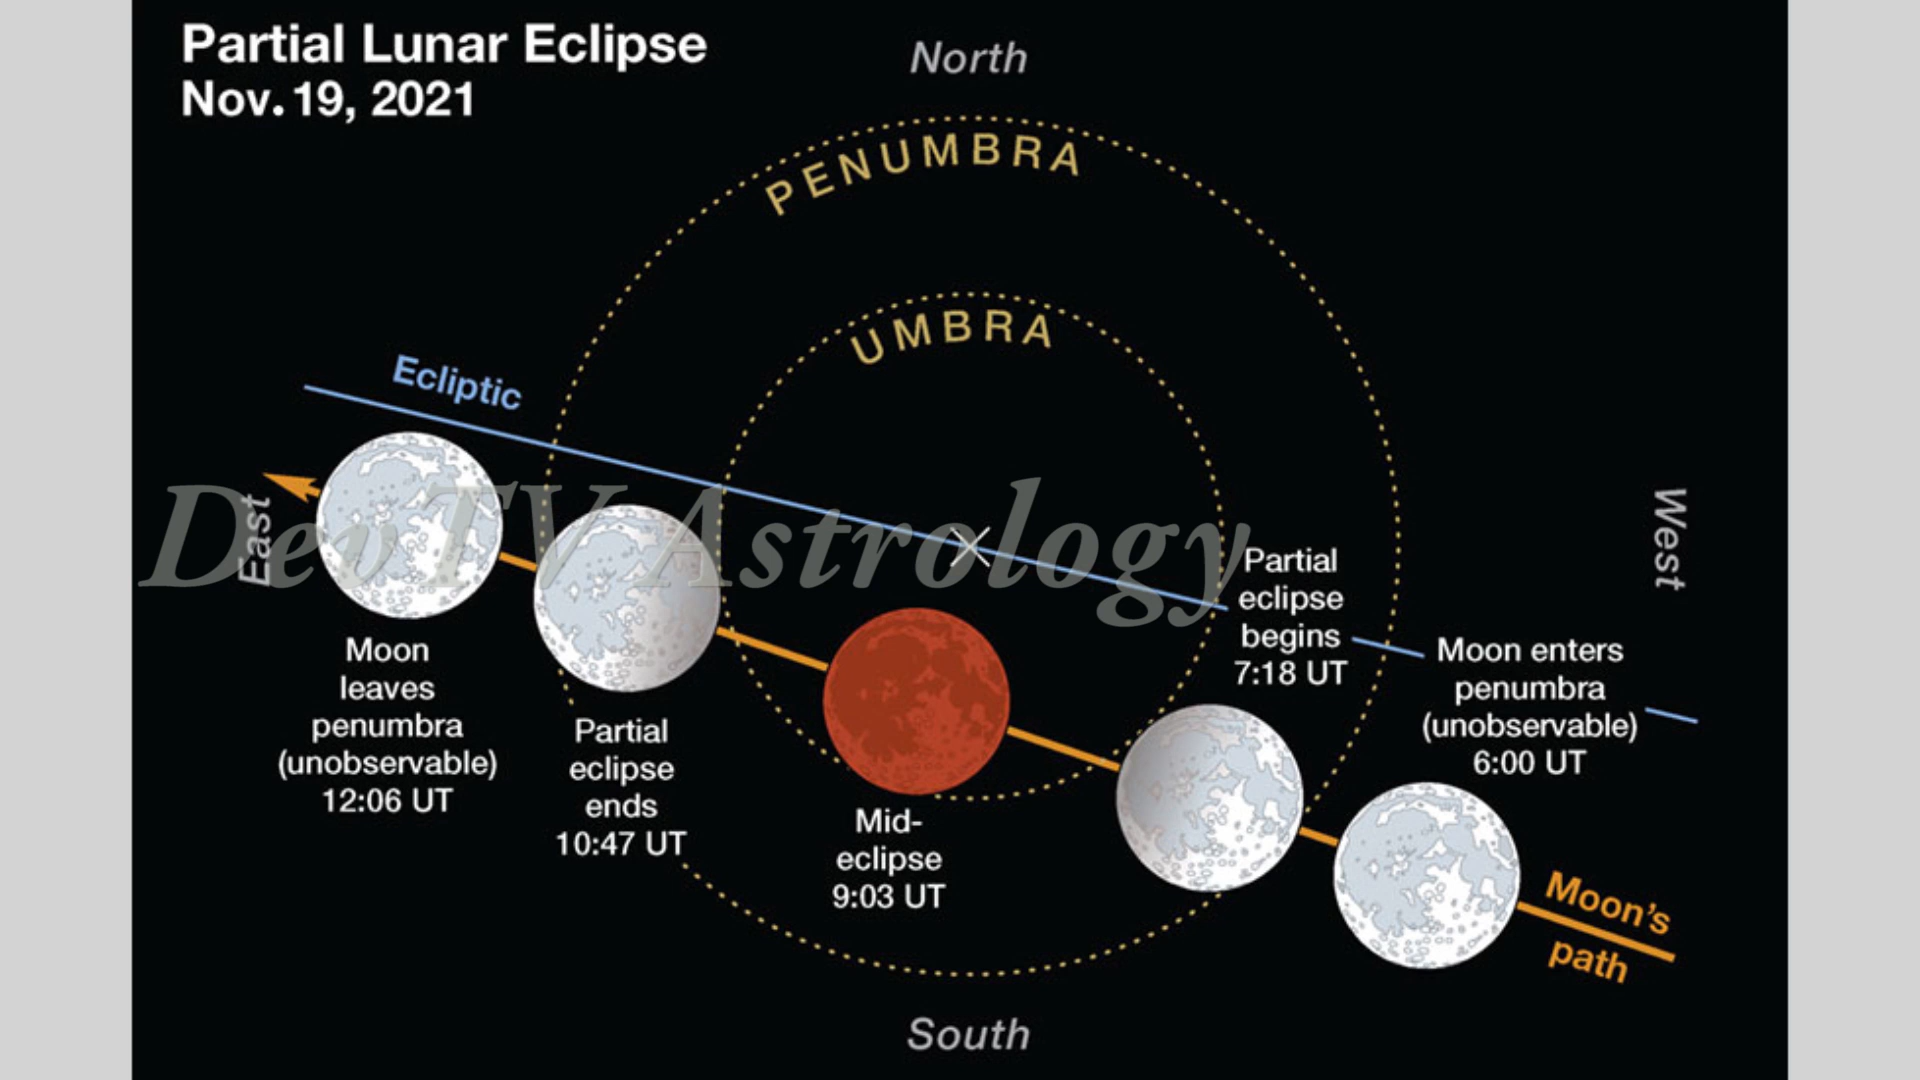 Partial Lunar Eclipse
Nov. 19, 2021
North
PENUMBRA
UMBRA
Ecliptic
East
West
DevTV Astrology
Partial
eclipse
begins
7:18 UT
Moon enters
penumbra
(unobservable)
6:00 UT
Moon
leaves
penumbra
(unobservable)
12:06 UT
Partial
eclipse
ends
10:47 UT
Mid-
eclipse
9:03 UT
Moon's
path
South